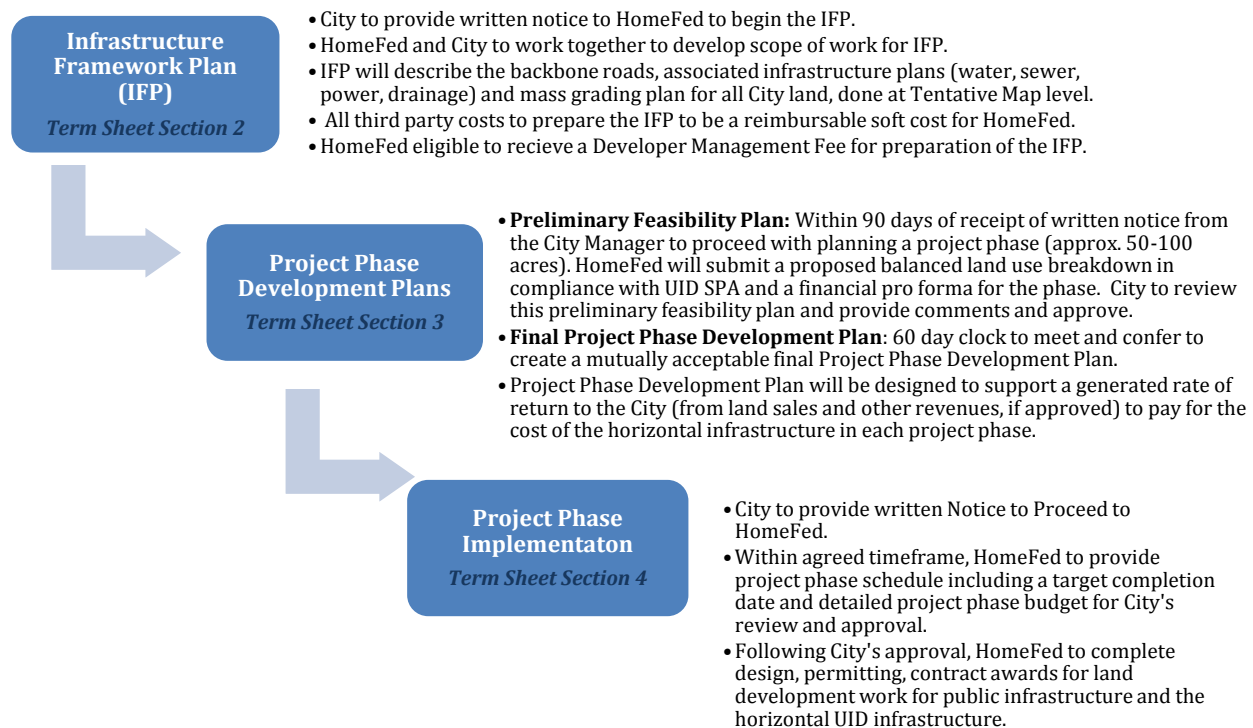 Infrastructure
Framework Plan
(IFP)
Term Sheet Section 2
• City to provide written notice to HomeFed to begin the IFP.
• HomeFed and City to work together to develop scope of work for IFP.
• IFP will describe the backbone roads, associated infrastructure plans (water, sewer,
power, drainage) and mass grading plan for all City land, done at Tentative Map level.
• All third party costs to prepare the IFP to be a reimbursable soft cost for HomeFed.
• HomeFed eligible to recieve a Developer Management Fee for preparation of the IFP.
Project Phase
Development Plans
Term Sheet Section 3
• Preliminary Feasibility Plan: Within 90 days of receipt of written notice from
the City Manager to proceed with planning a project phase (approx. 50-100
acres). HomeFed will submit a proposed balanced land use breakdown in
compliance with UID SPA and a financial pro forma for the phase. City to review
this preliminary feasibility plan and provide comments and approve.
• Final Project Phase Development Plan: 60 day clock to meet and confer to
create a mutually acceptable final Project Phase Development Plan.
• Project Phase Development Plan will be designed to support a generated rate of
return to the City (from land sales and other revenues, if approved) to pay for the
cost of the horizontal infrastructure in each project phase.
Project Phase
Implementaton
Term Sheet Section 4
• City to provide written Notice to Proceed to
HomeFed.
• Within agreed timeframe, HomeFed to provide
project phase schedule including a target completion
date and detailed project phase budget for City's
review and approval.
• Following City's approval, HomeFed to complete
design, permitting, contract awards for land
development work for public infrastructure and the
horizontal UID infrastructure.